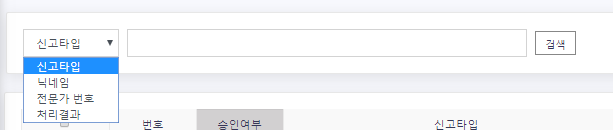 신고타입 ▼ 검색
신고타입
닉네임
전문가 번호
처리결과
번호 승인여부 신고타입